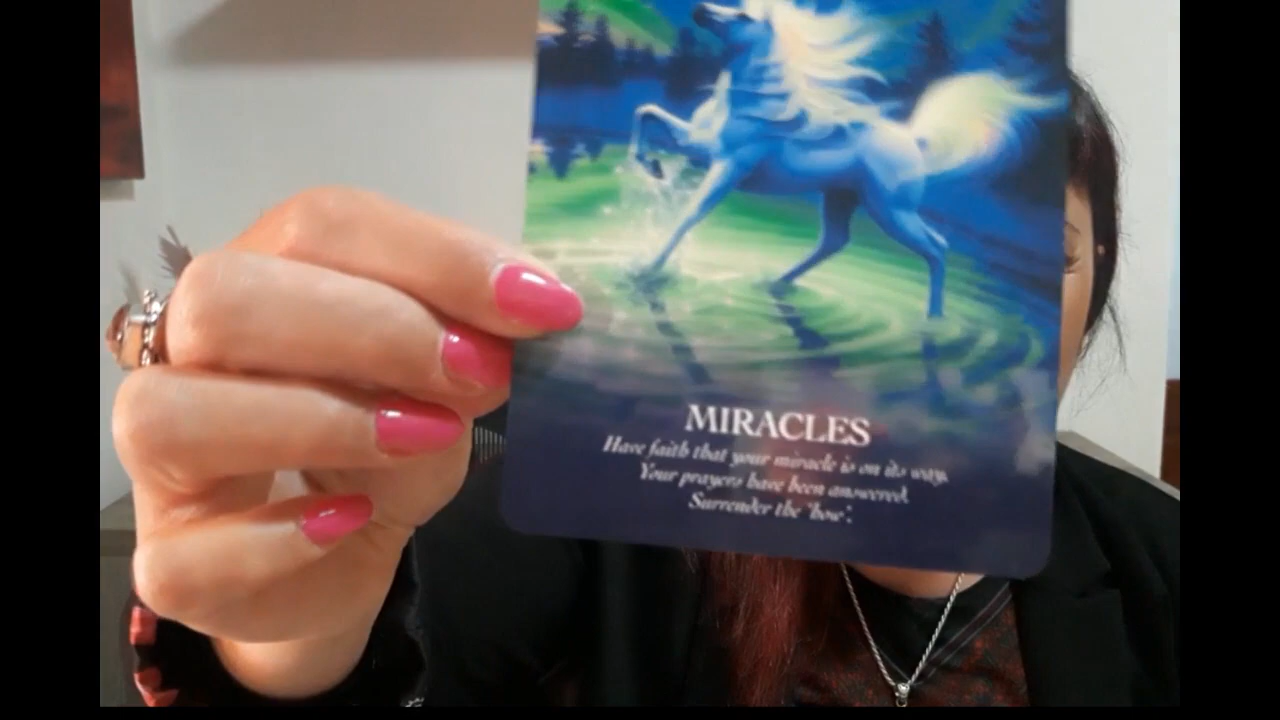 MIRACLES
Have faith that your miracle is on its way.
Your prayers have been answered.
Surrender the 'how'.